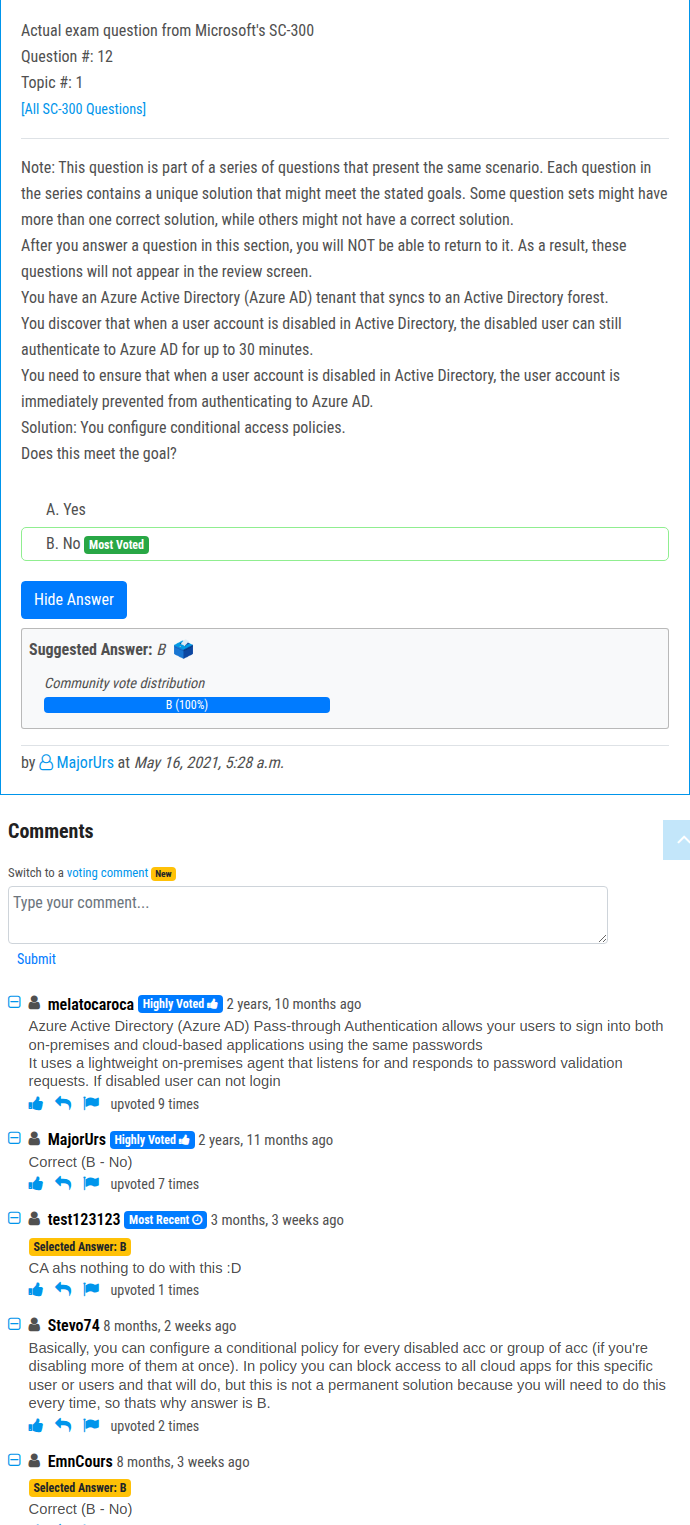 Actual exam question from Microsoft's SC-300
Question #: 12
Topic #: 1
[All SC-300 Questions]
Note: This question is part of a series of questions that present the same scenario. Each question in
the series contains a unique solution that might meet the stated goals. Some question sets might have
more than one correct solution, while others might not have a correct solution.
After you answer a question in this section, you will NOT be able to return to it. As a result, these
questions will not appear in the review screen.
You have an Azure Active Directory (Azure AD) tenant that syncs to an Active Directory forest.
You discover that when a user account is disabled in Active Directory, the disabled user can still
authenticate to Azure AD for up to 30 minutes.
You need to ensure that when a user account is disabled in Active Directory, the user account is
immediately prevented from authenticating to Azure AD.
Solution: You configure conditional access policies.
Does this meet the goal?
A. Yes
B. No Most Voted
Hide Answer
Suggested Answer: B
Community vote distribution
B (100%)
by MajorUrs at May 16, 2021, 5:28 a.m.
Comments
Switch to a voting comment New
Type your comment...
Submit
melatocaroca Highly Voted 2 years, 10 months ago
Azure Active Directory (Azure AD) Pass-through Authentication allows your users to sign into both
on-premises and cloud-based applications using the same passwords
It uses a lightweight on-premises agent that listens for and responds to password validation
requests. If disabled user can not login
upvoted 9 times
MajorUrs Highly Voted 2 years, 11 months ago
Correct (B - No)
upvoted 7 times
test123123 Most Recent 3 months, 3 weeks ago
Selected Answer: B
CA ahs nothing to do with this :D
upvoted 1 times
Stevo74 8 months, 2 weeks ago
Basically, you can configure a conditional policy for every disabled acc or group of acc (if you're
disabling more of them at once). In policy you can block access to all cloud apps for this specific
user or users and that will do, but this is not a permanent solution because you will need to do this
every time, so thats why answer is B.
upvoted 2 times
EmnCours 8 months, 3 weeks ago
Selected Answer: B
Correct (B - No)